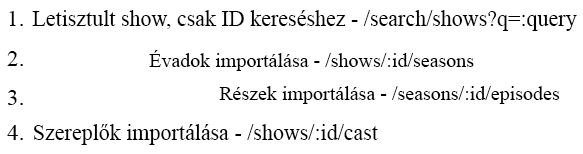 1. Letisztult show, csak ID kereséshez - /search/shows?q=:query
2. Évadok importálása - /shows/:id/seasons
3. Részek importálása - /seasons/:id/episodes
4. Szereplők importálása - /shows/:id/cast